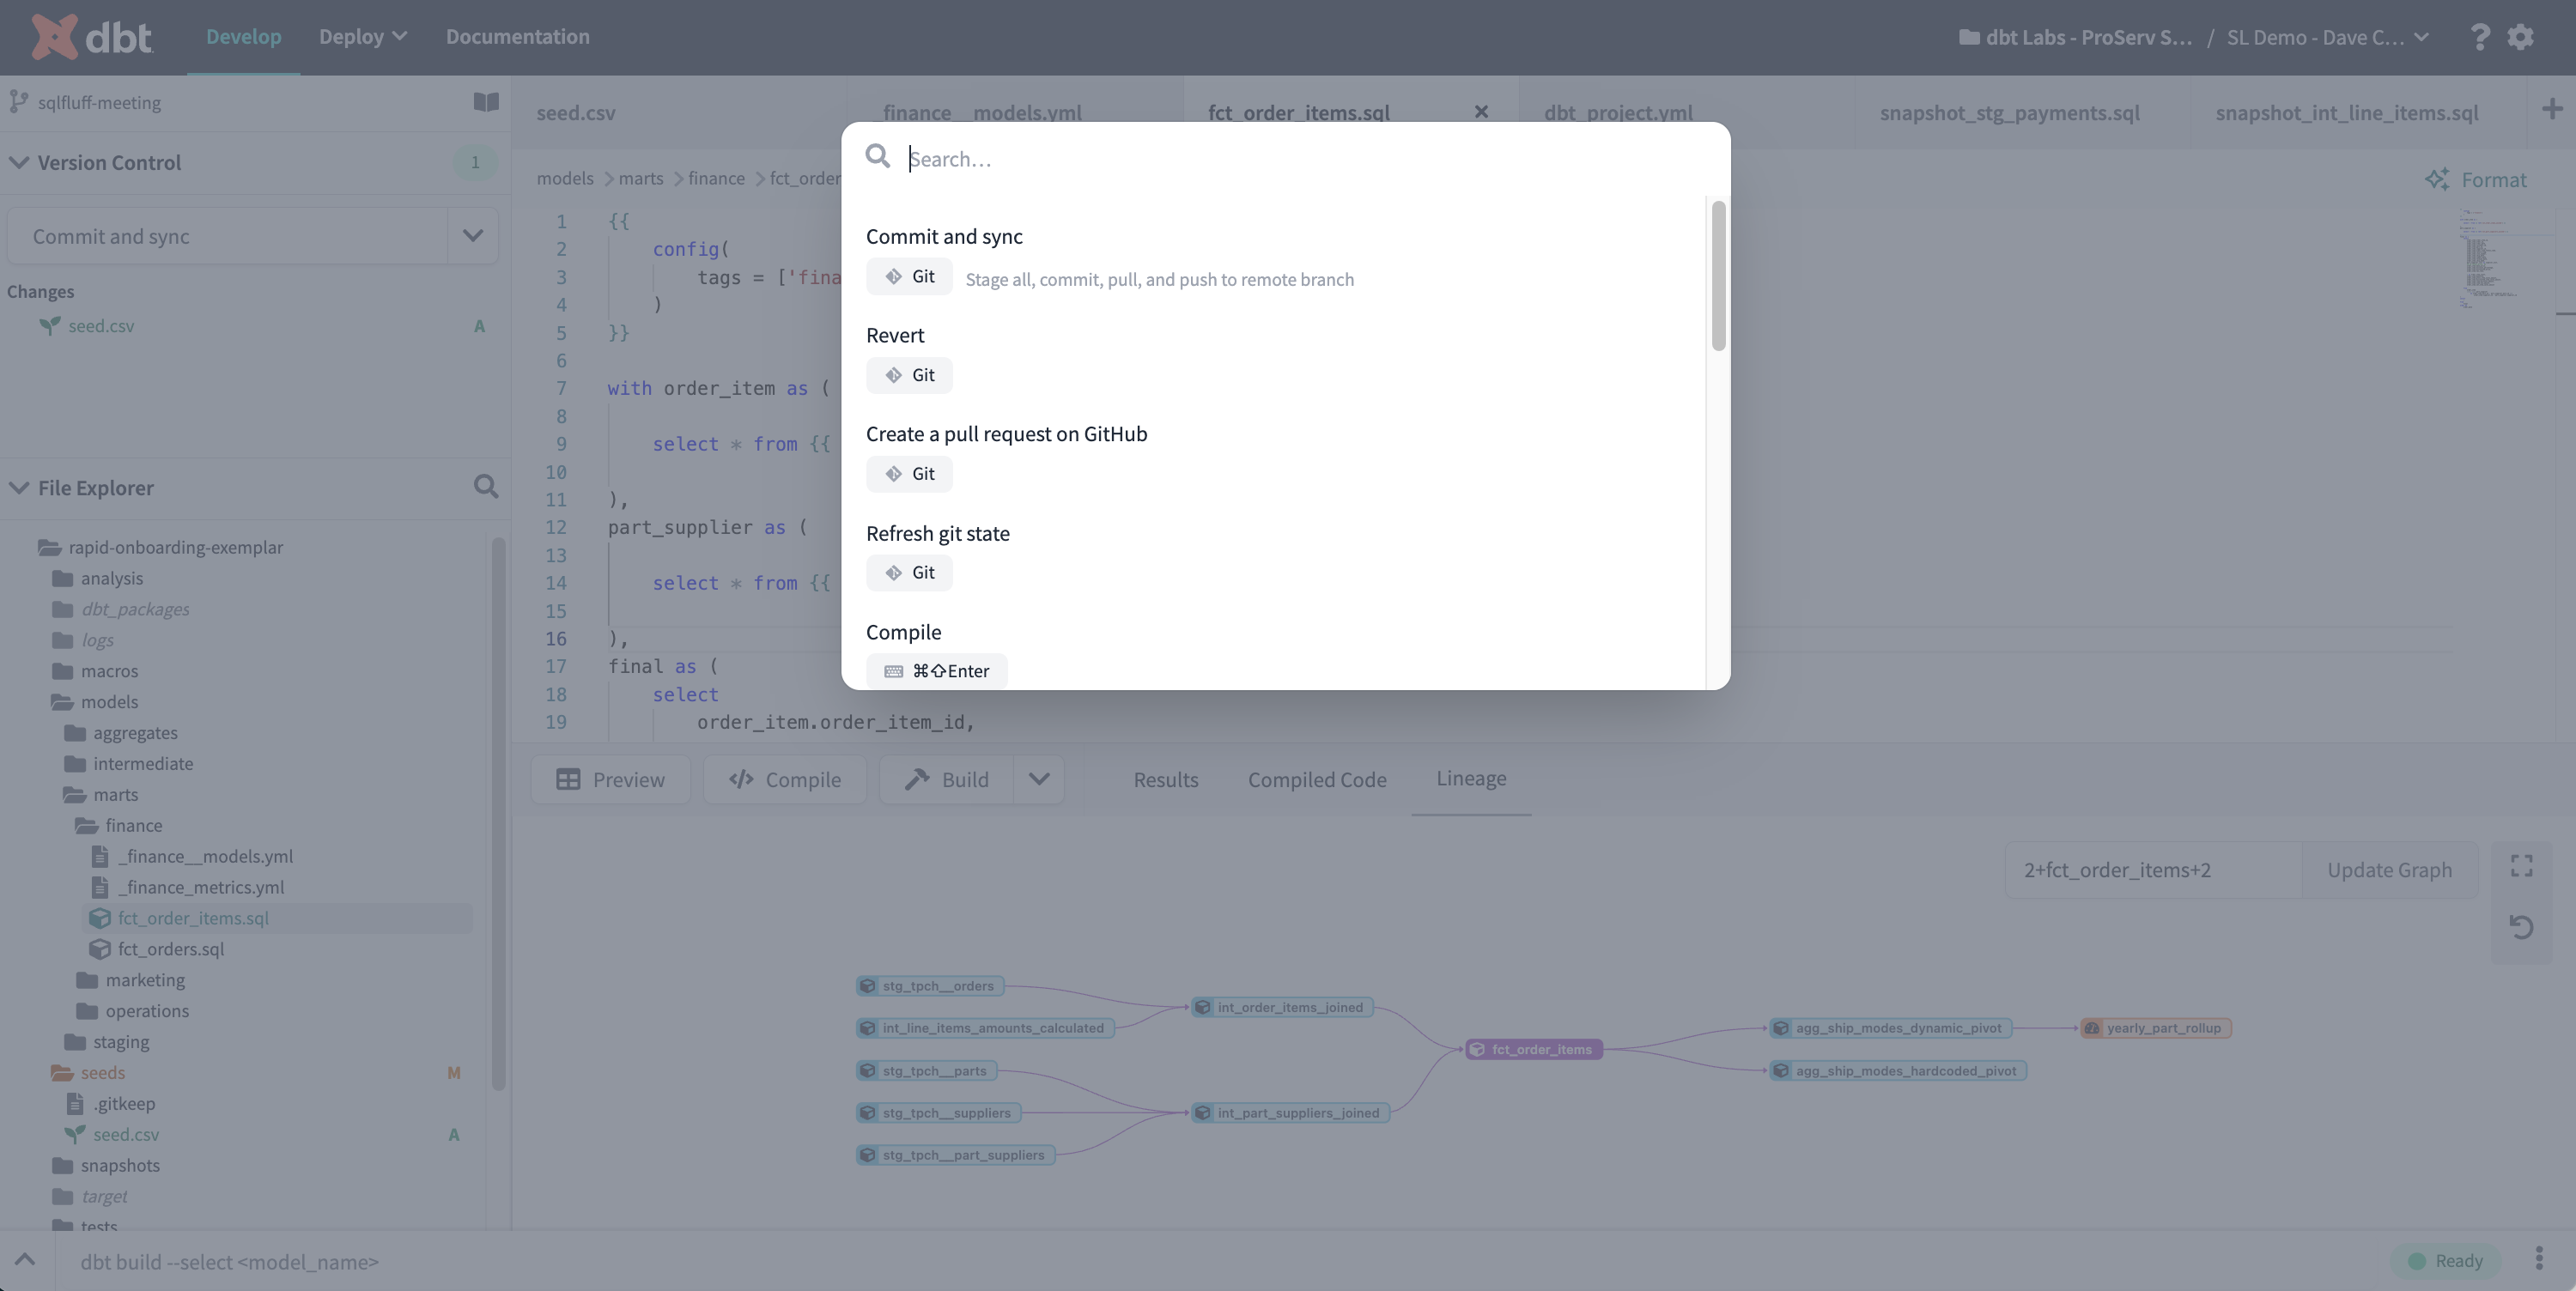 dbt
Develop
Deploy
Documentation
dbt Labs - ProServ S...
/
SL Demo - Dave C...
sqlfluff-meeting
Version Control
1
Commit and sync
Changes
seed.csv
A
File Explorer
rapid-onboarding-exemplar
analysis
dbt_packages
logs
macros
models
aggregates
intermediate
marts
finance
_finance__models.yml
_finance_metrics.yml
fct_order_items.sql
fct_orders.sql
marketing
operations
staging
seeds
M
.gitkeep
seed.csv
A
snapshots
target
tests
seed.csv
_finance__models.yml
fct_order_items.sql
dbt_project.yml
snapshot_stg_payments.sql
snapshot_int_line_items.sql
models > marts > finance > fct_order
Format
1 {{
2 config(
3 tags = ['fina
4 )
5 }}
6
7 with order_item as (
8
9 select * from {{
10
11 ),
12 part_supplier as (
13
14 select * from {{
15
16 ),
17 final as (
18 select
19 order_item.order_item_id,
Search...
Commit and sync
Git
Stage all, commit, pull, and push to remote branch
Revert
Git
Create a pull request on GitHub
Git
Refresh git state
Git
Compile
⌘⇧Enter
Preview
</> Compile
Build
Results
Compiled Code
Lineage
2+fct_order_items+2
Update Graph
stg_tpch__orders
int_line_items_amounts_calculated
stg_tpch__parts
stg_tpch__suppliers
stg_tpch__part_suppliers
int_order_items_joined
int_part_suppliers_joined
fct_order_items
agg_ship_modes_dynamic_pivot
agg_ship_modes_hardcoded_pivot
yearly_part_rollup
dbt build --select <model_name>
Ready